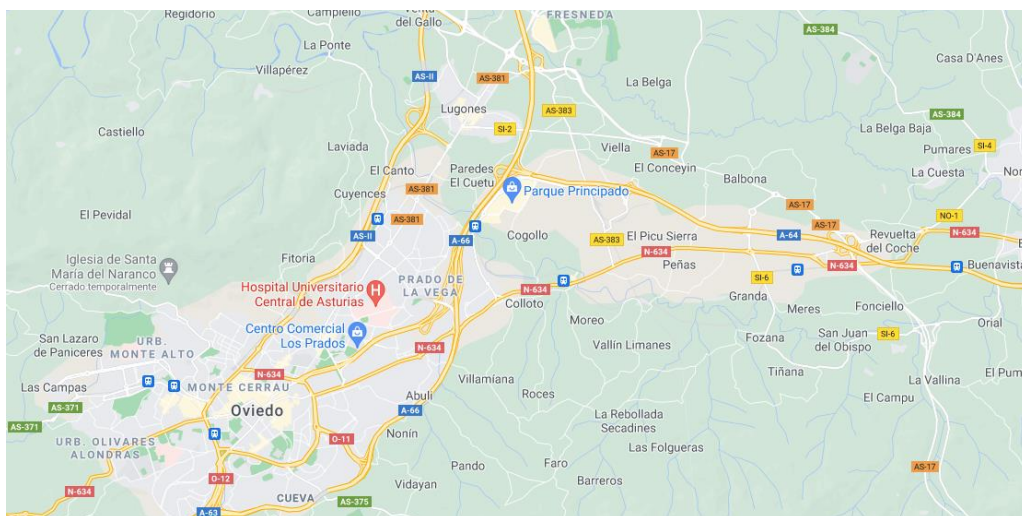 Regidorio
Campiello
Venta
del Gallo
FRESNEDA
AS-384
La Ponte
Casa D'Anes
Villapérez
AS-II
AS-381
La Belga
Lugones
AS-383
AS-384
Castiello
SI-2
La Belga Baja
Laviada
Viella
AS-17
Pumares
SI-4
El Canto
Paredes
El Cuetu
El Conceyin
Balbona
La Cuesta
Cuyences
AS-381
Parque Principado
El Pevidal
AS-381
AS-17
NO-1
AS-II
A-66
Cogollo
AS-383
El Picu Sierra
A-64
AS-17
Revuelta
del Coche
N-634
Iglesia de Santa
María del Naranco
Cerrado temporalmente
Fitoria
N-634
Peñas
N-634
Buenavista
Hospital Universitario
Central de Asturias
PRADO DE
LA VEGA
N-634
SI-6
Colloto
Granda
Meres
Fonciello
Centro Comercial
Los Prados
Moreo
San Juan
del Obispo
SI-6
Orial
San Lazaro
de Paniceres
URB.
MONTE ALTO
N-634
Vallín Limanes
Fozana
Tiñana
Las Campas
MONTE CERRAU
N-634
Villamiana
La Vallina
El Pum
AS-371
Oviedo
Abuli
Roces
El Campu
AS-371
A-66
La Rebollada
Secadines
URB. OLIVARES
ALONDRAS
O-11
Nonín
Las Folgueras
N-634
O-12
Pando
Faro
AS-17
Vidayan
Barreros
CUEVA
AS-375
A-63